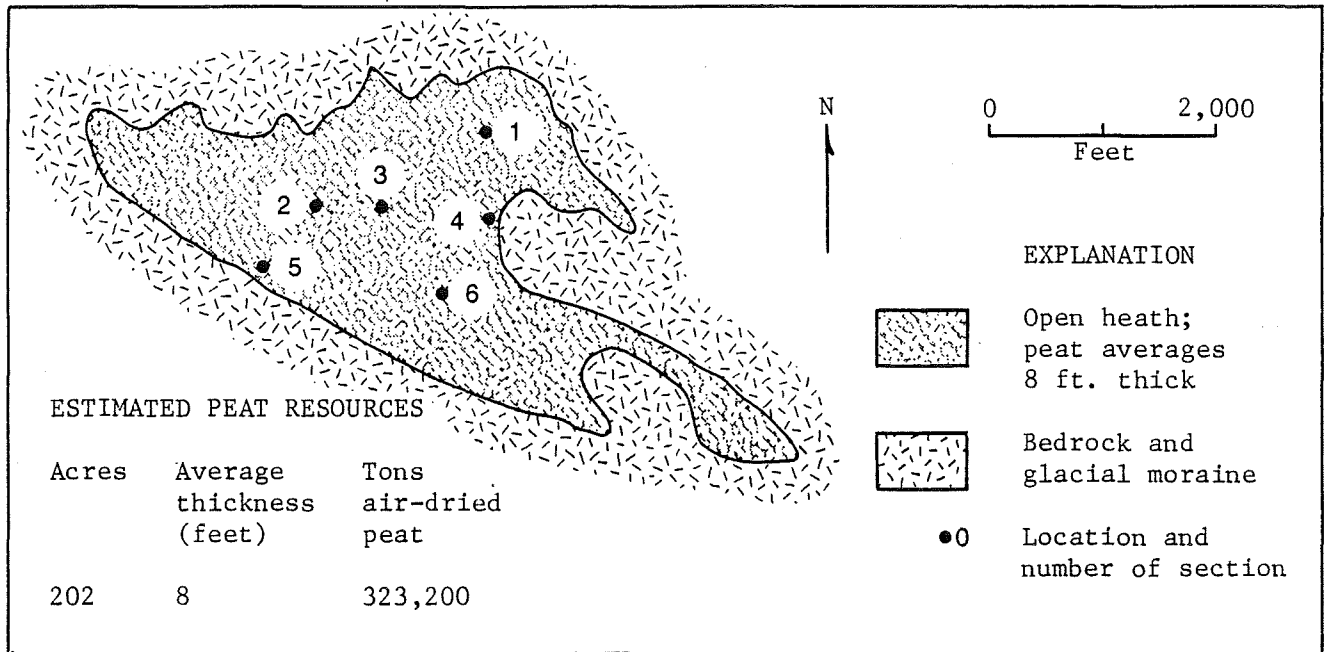 1
3
2
4
5
6
N
0 2,000
Feet
EXPLANATION
Open heath;
peat averages
8 ft. thick
Bedrock and
glacial moraine
●0 Location and
number of section
ESTIMATED PEAT RESOURCES
Acres Average Tons
thickness air-dried
(feet) peat
202 8 323,200